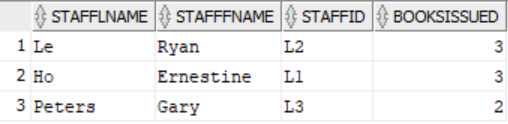 STAFFLNAME STAFFFNAME STAFFID BOOKSISSUED
1 Le Ryan L2 3
2 Ho Ernestine L1 3
3 Peters Gary L3 2